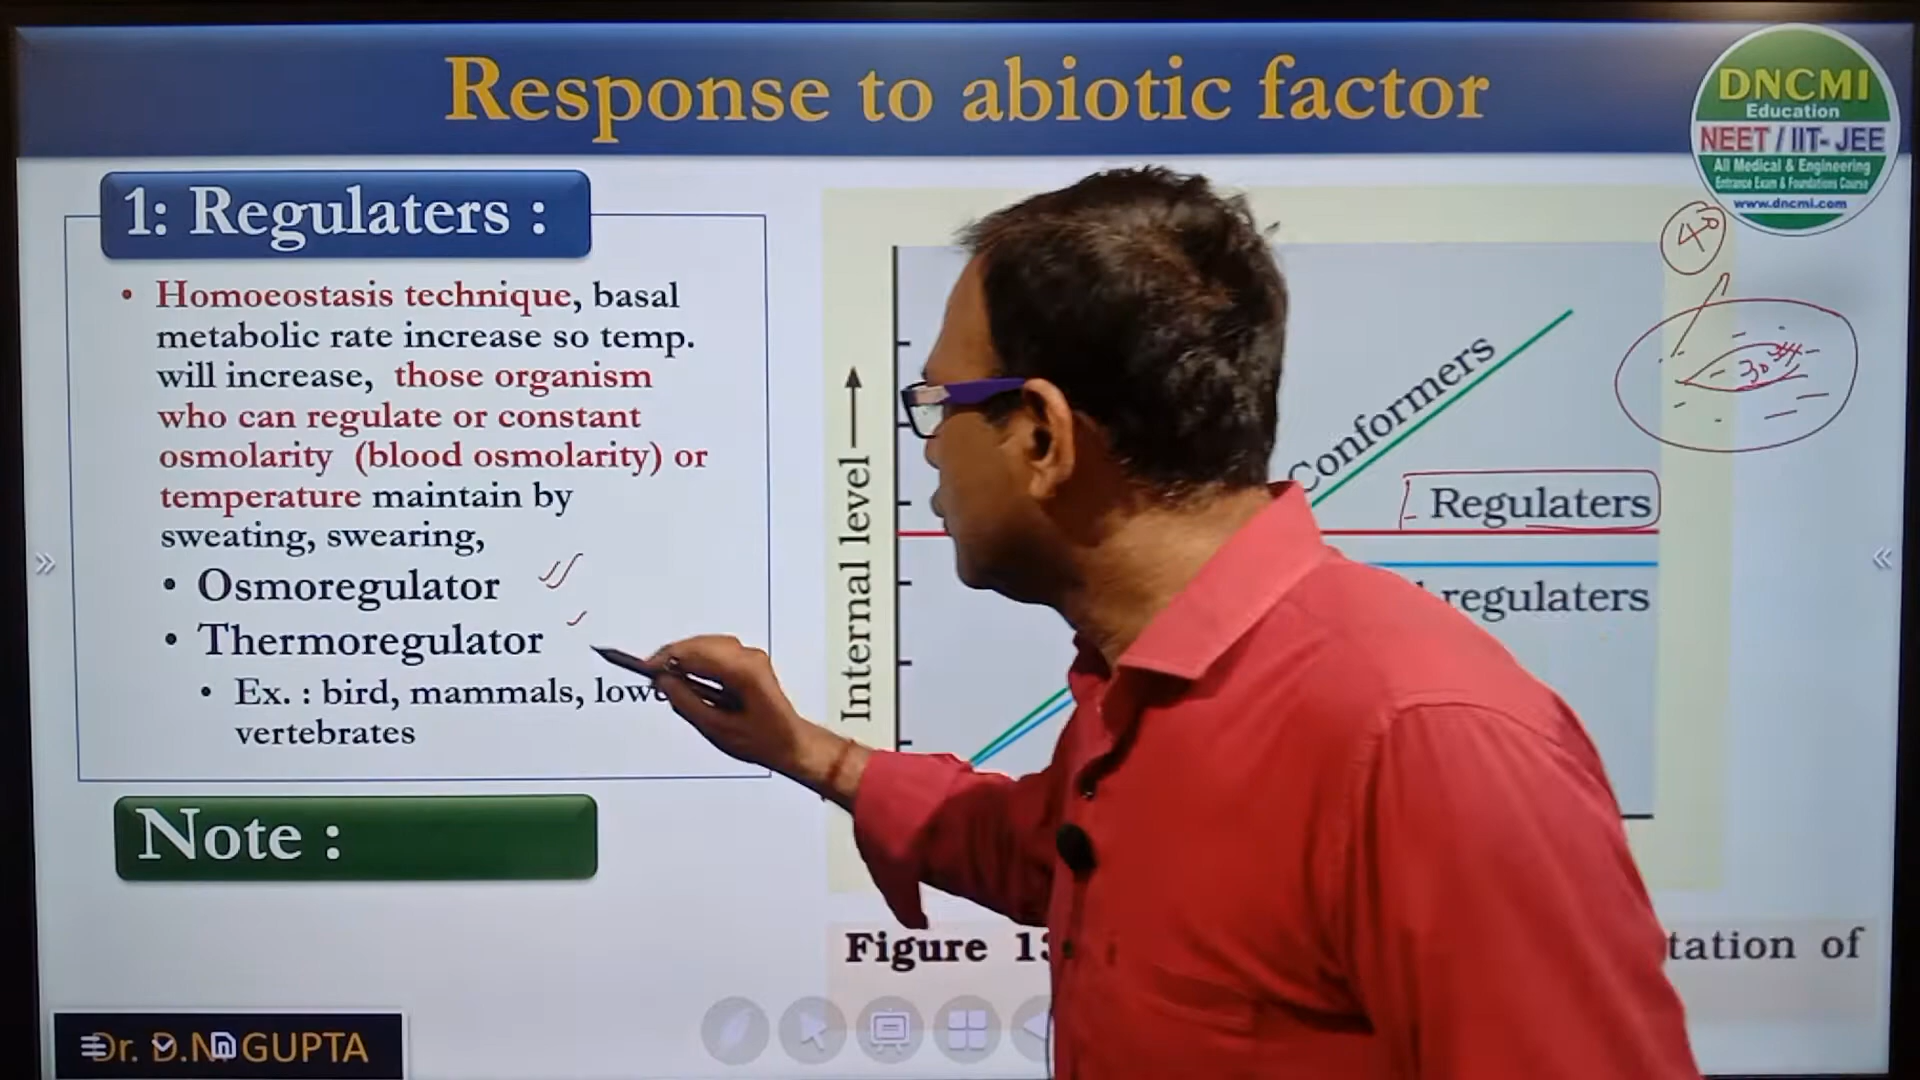 Response to abiotic factor
DNCMI
Education
NEET / IIT-JEE
All Medical & Engineering
Entrance Exam & Foundations Course
www.dncmi.com
1: Regulaters :
• Homoeostasis technique, basal
metabolic rate increase so temp.
will increase, those organism
who can regulate or constant
osmolarity (blood osmolarity) or
temperature maintain by
sweating, swearing,
• Osmoregulator
• Thermoregulator
• Ex. : bird, mammals,
vertebrates
Note :
Internal level
Conformers
Regulaters
regulaters
40
30
Figure
tation of
GUPTA